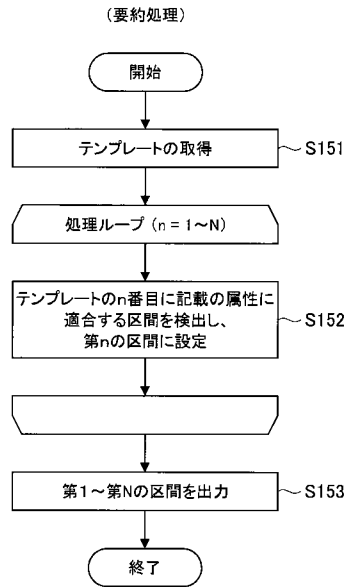 (要約処理)
開始
テンプレートの取得
S151
処理ループ (n = 1~N)
テンプレートのn番目に記載の属性に
適合する区間を検出し、
第nの区間に設定
S152
第1~第Nの区間を出力
S153
終了